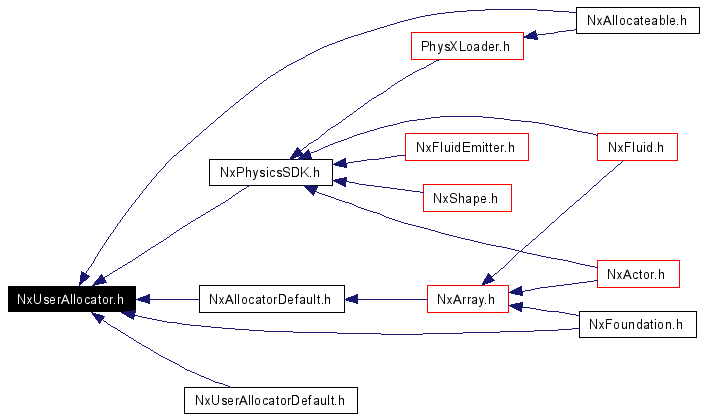 NxAllocateable.h
PhysXLoader.h
NxFluidEmitter.h
NxFluid.h
NxPhysicsSDK.h
NxShape.h
NxActor.h
NxUserAllocator.h
NxAllocatorDefault.h
NxArray.h
NxFoundation.h
NxUserAllocatorDefault.h